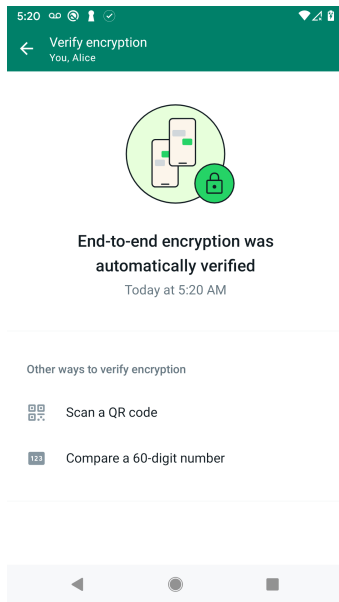 5:20
Verify encryption
You, Alice
End-to-end encryption was
automatically verified
Today at 5:20 AM
Other ways to verify encryption
Scan a QR code
123
Compare a 60-digit number